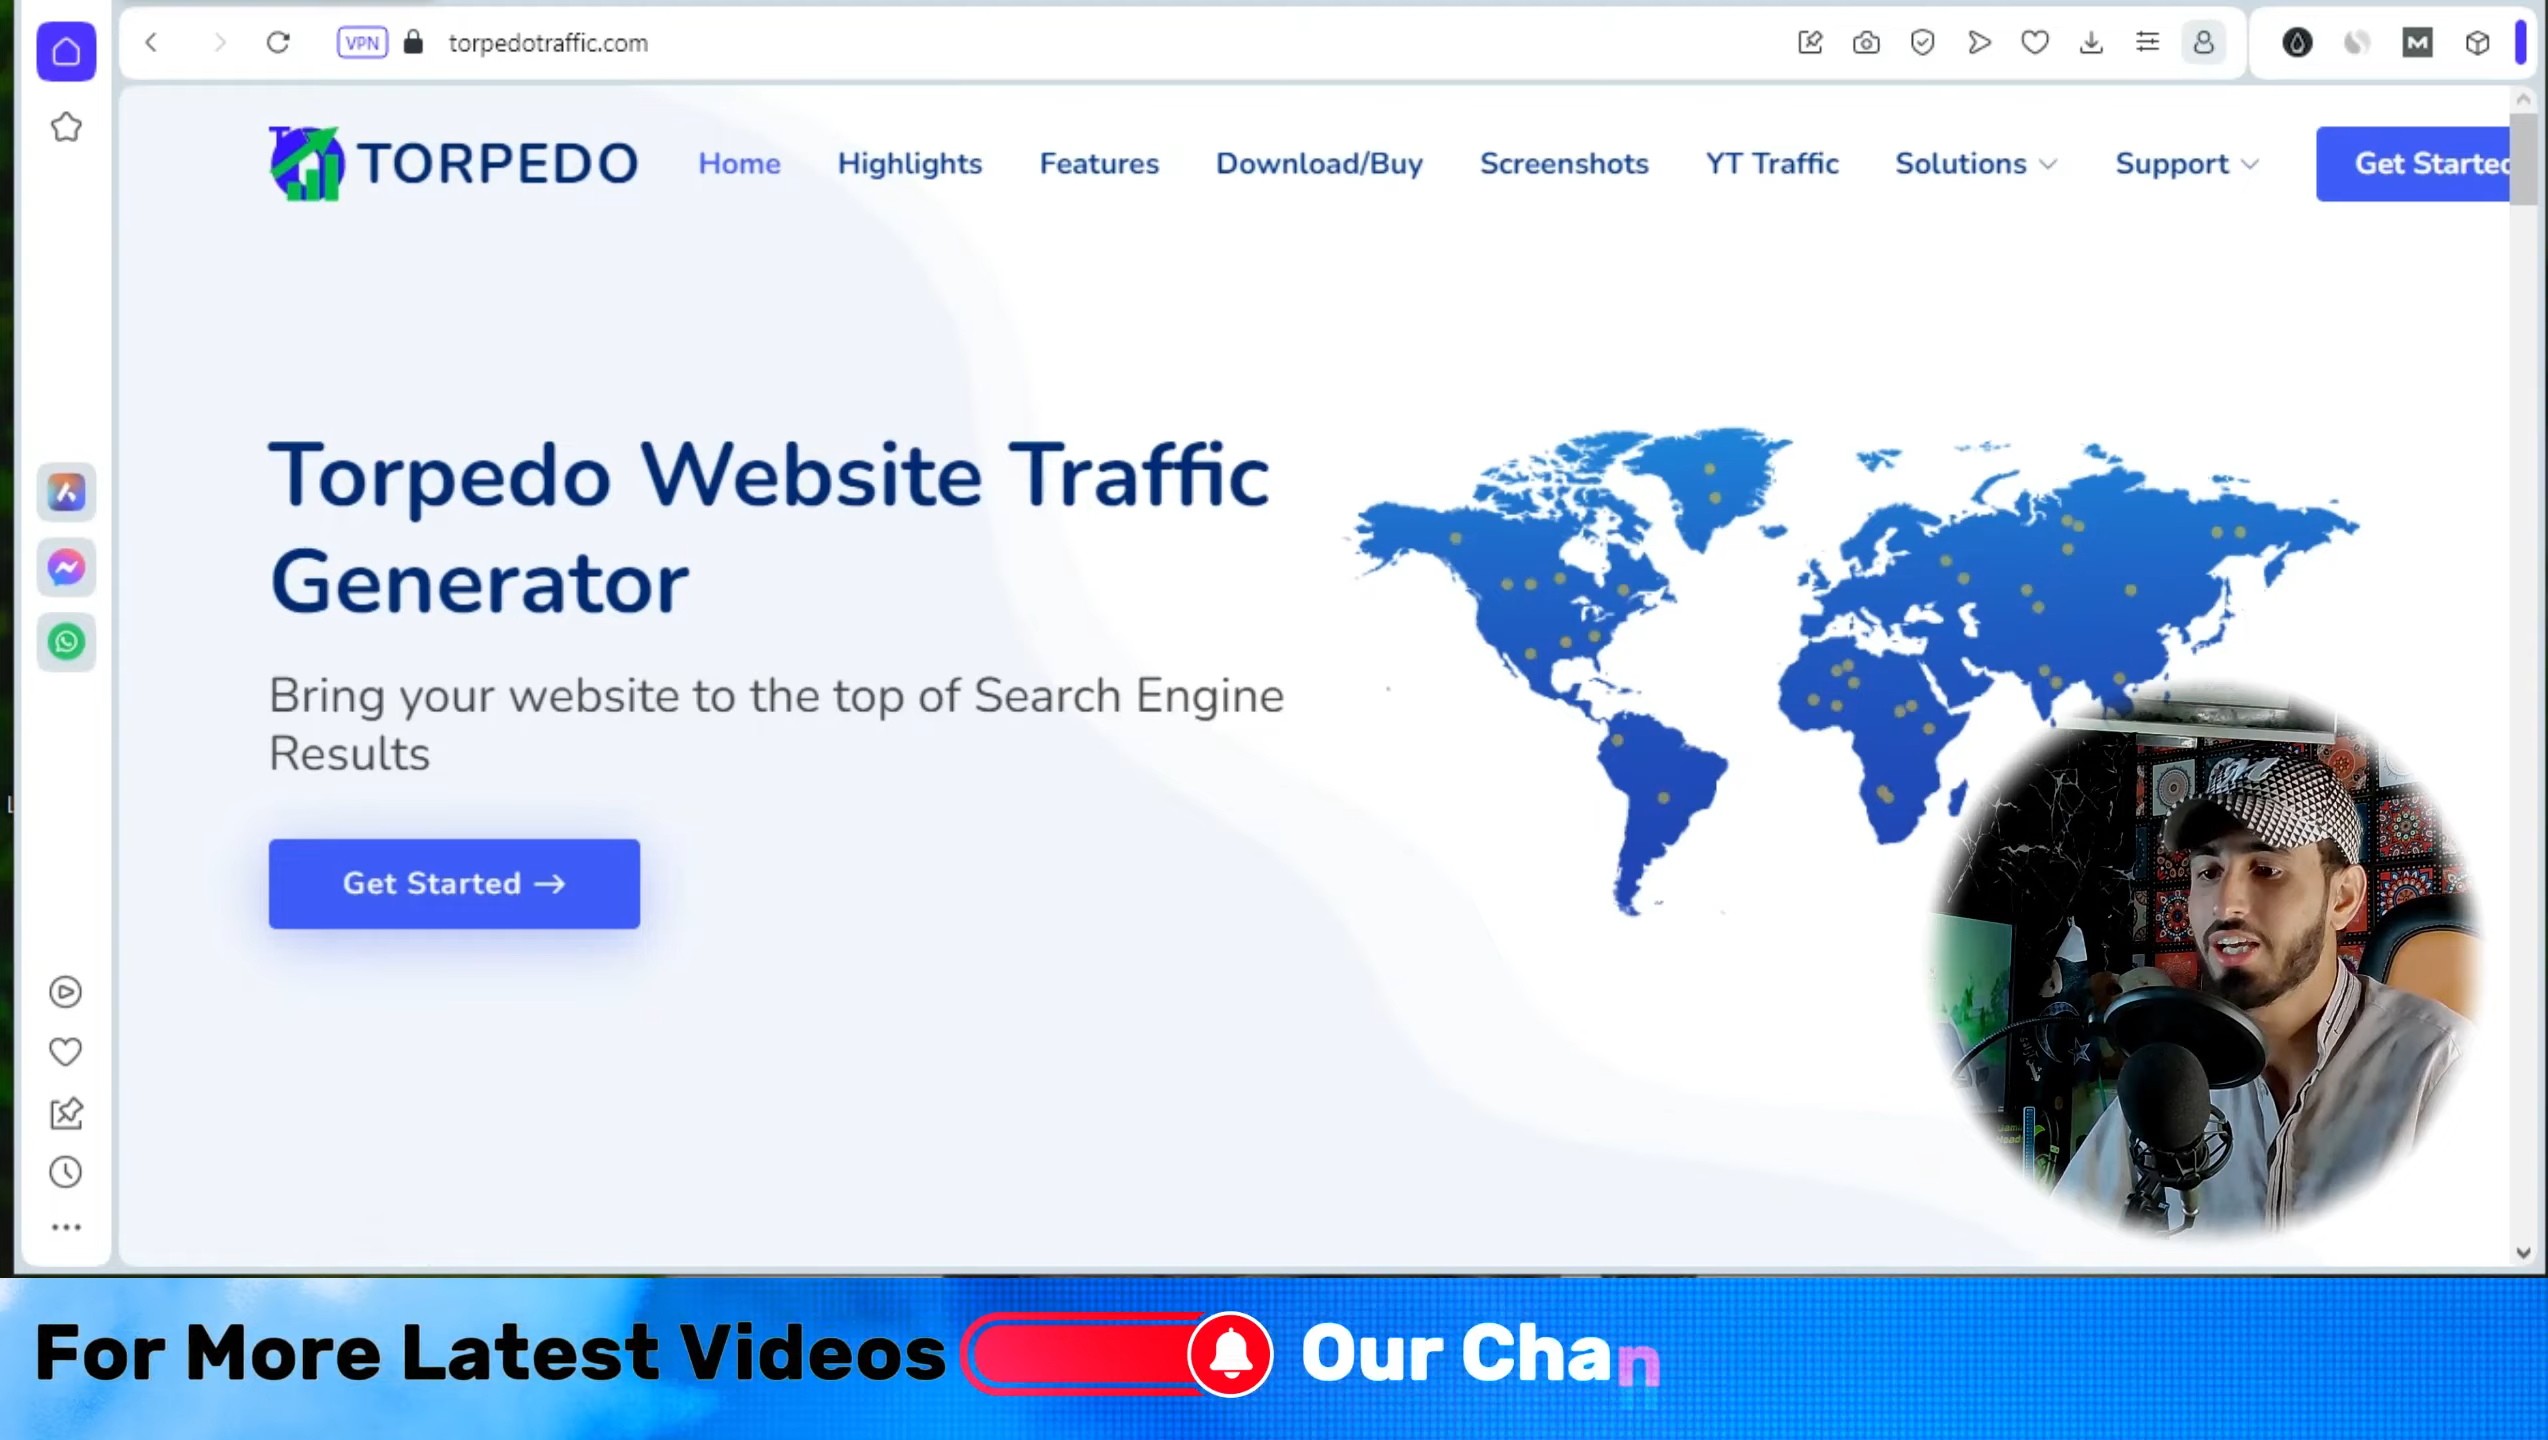 VPN
torpedotraffic.com
TORPEDO
Home
Highlights
Features
Download/Buy
Screenshots
YT Traffic
Solutions
Support
Get Started
Torpedo Website Traffic
Generator
Bring your website to the top of Search Engine
Results
Get Started →
For More Latest Videos
Our Chan